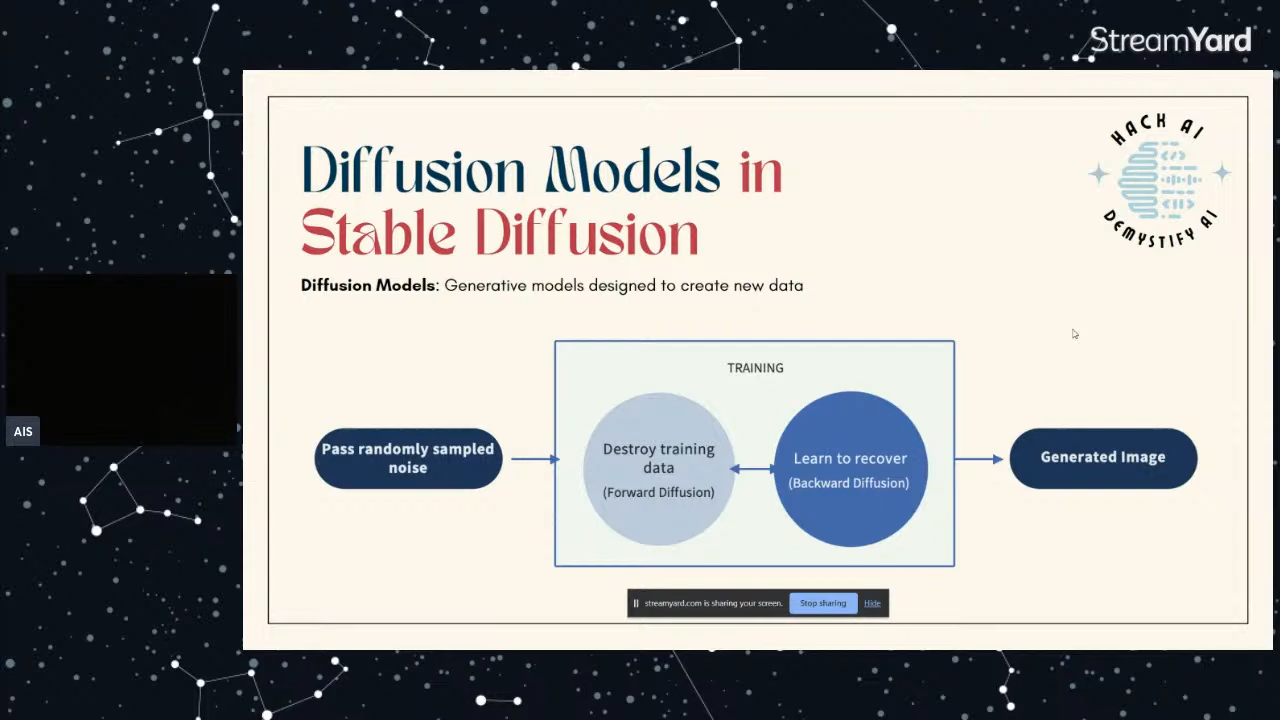 StreamYard
HACK AI
DEMYSTIFY AI
Diffusion Models in
Stable Diffusion
Diffusion Models: Generative models designed to create new data
TRAINING
Pass randomly sampled
noise
Destroy training
data
(Forward Diffusion)
Learn to recover
(Backward Diffusion)
Generated Image
AIS
streamyard.com is sharing your screen.
Stop sharing
Hide